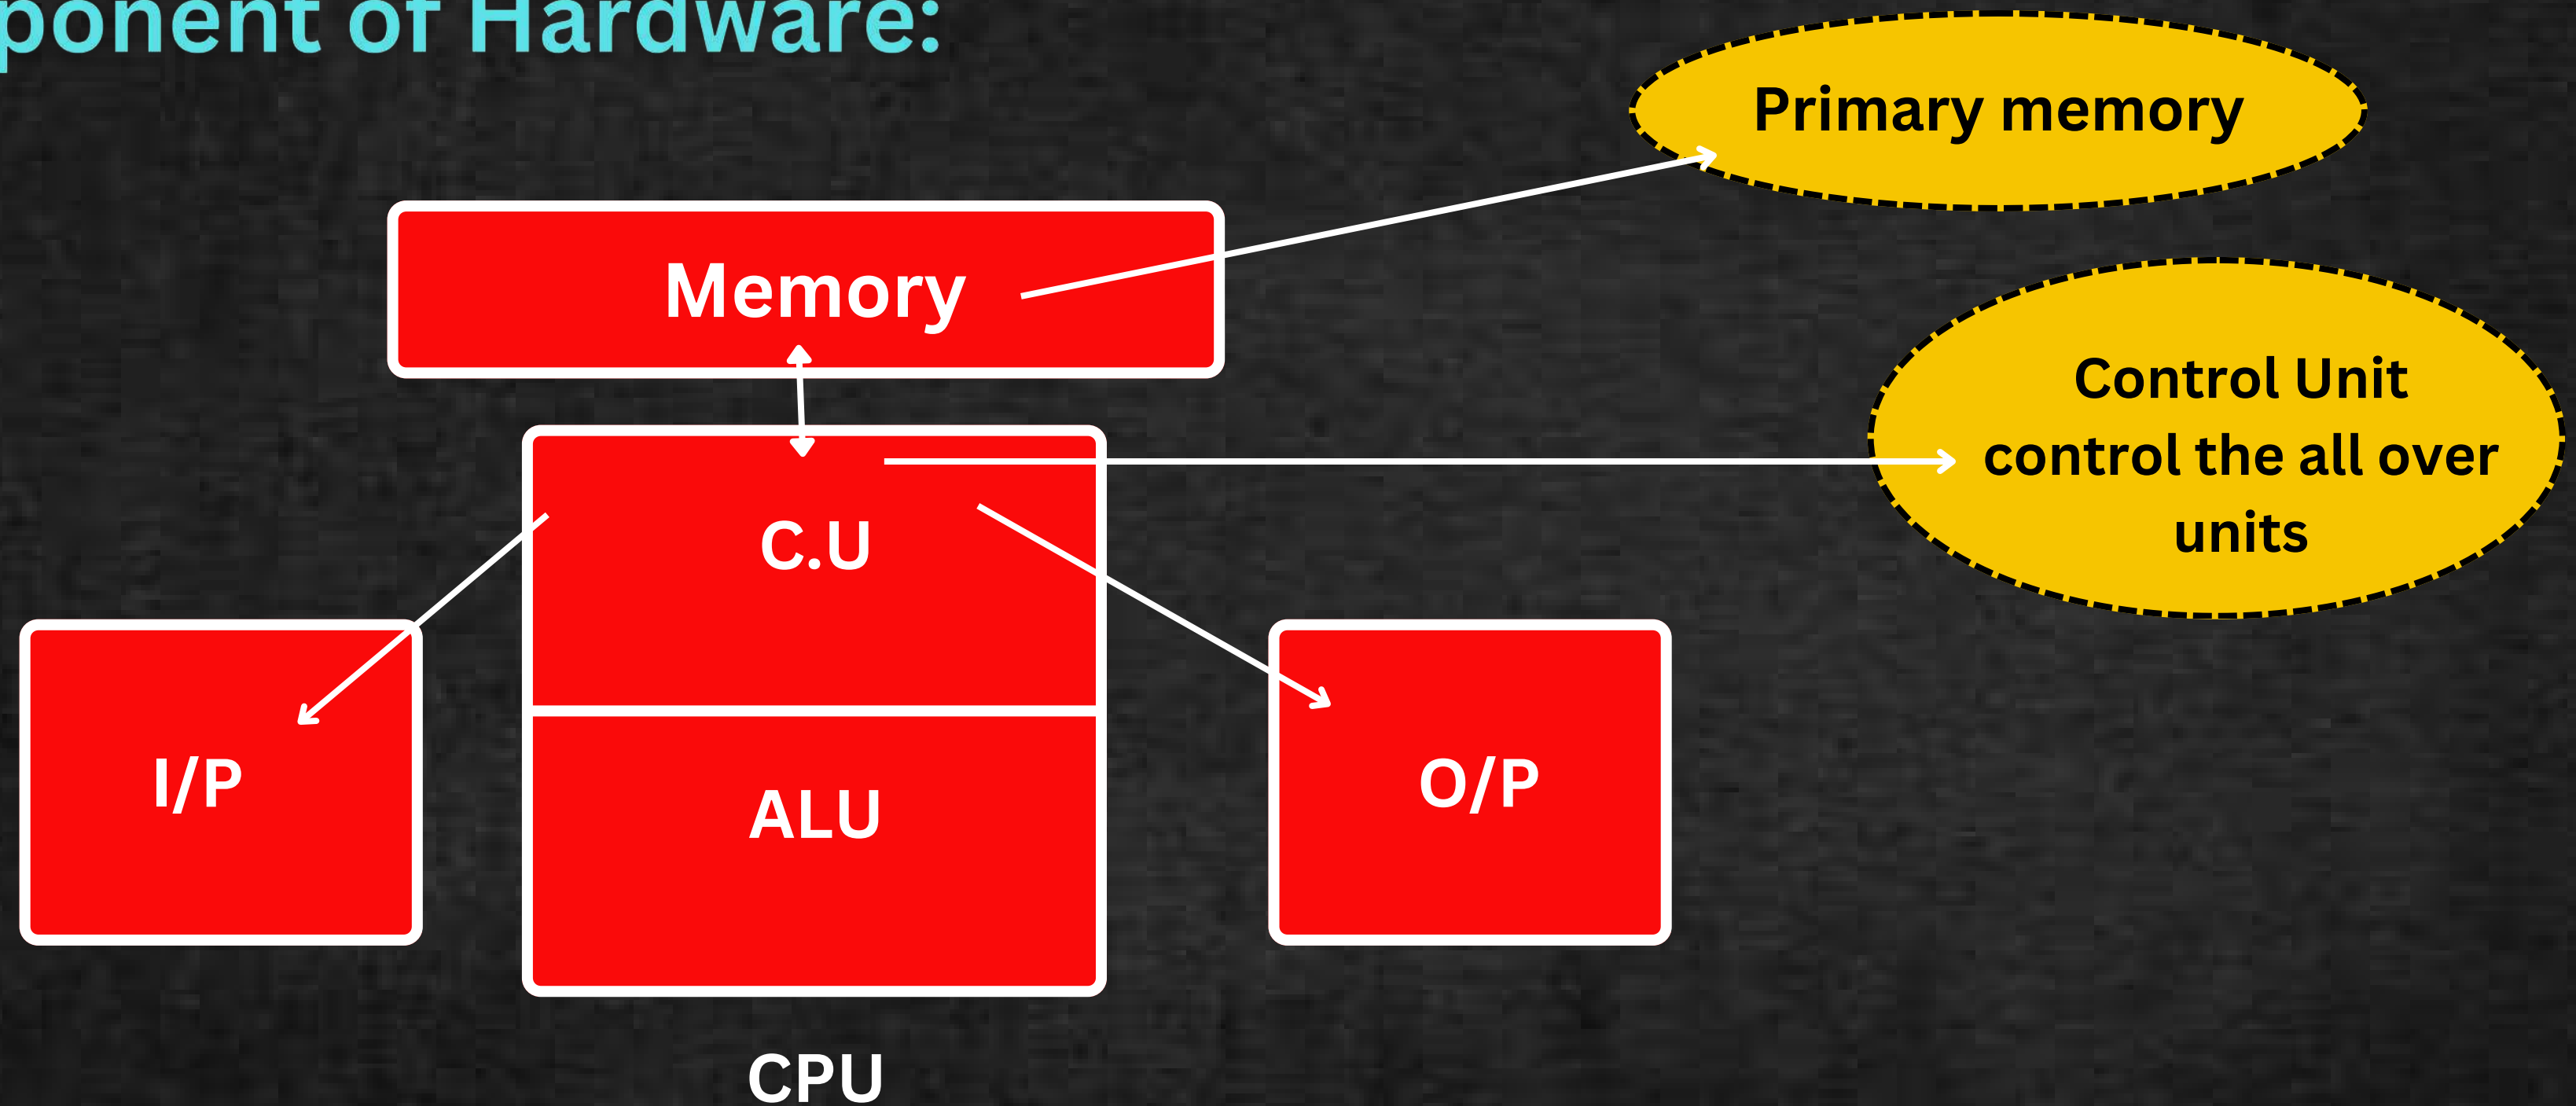 ponent of Hardware:
Primary memory
Memory
Control Unit
control the all over
units
C.U
I/P
ALU
O/P
CPU